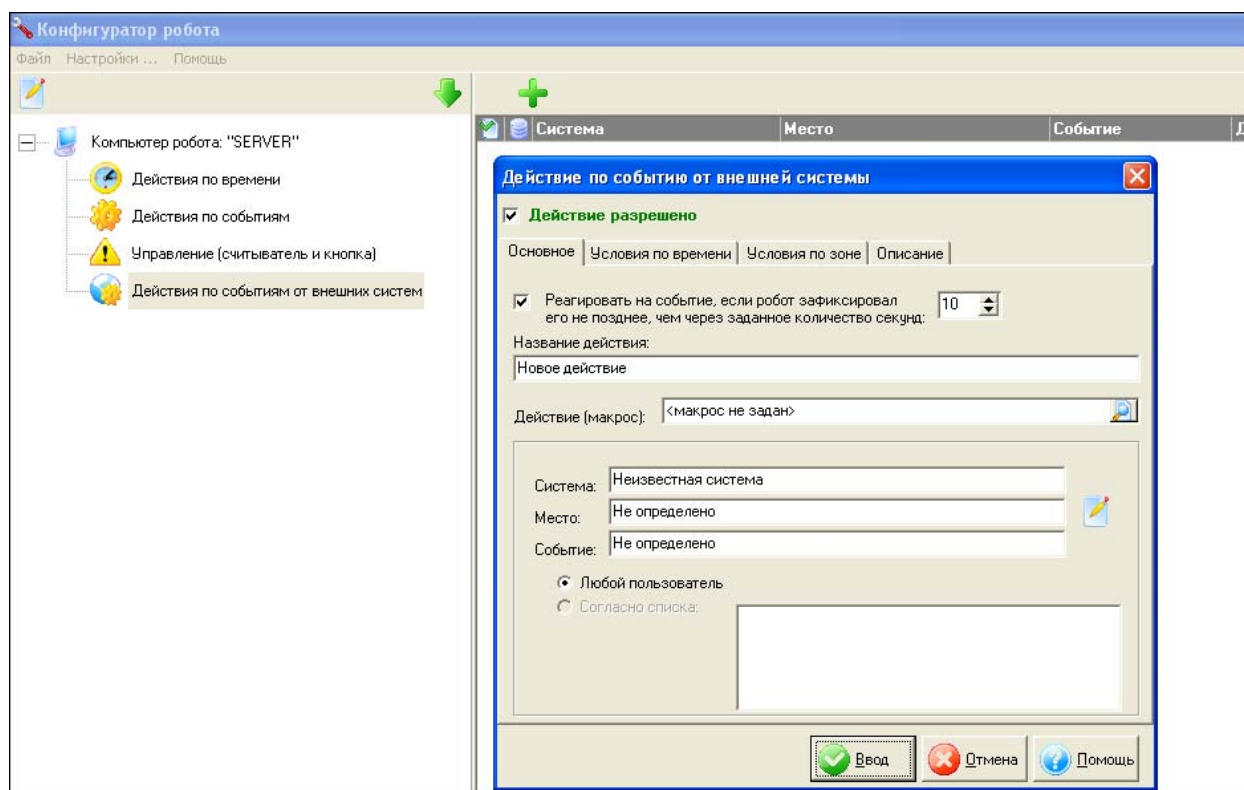 Конфигуратор робота
Файл Настройки ... Помощь
Система Место Событие Д
Компьютер робота: "SERVER"
Действия по времени
Действия по событиям
Управление (считыватель и кнопка)
Действия по событиям от внешних систем
Действие по событию от внешней системы
Действие разрешено
Основное Условия по времени Условия по зоне Описание
Реагировать на событие, если робот зафиксировал
его не позднее, чем через заданное количество секунд: 10
Название действия:
Новое действие
Действие (макрос): <макрос не задан>
Система: Неизвестная система
Место: Не определено
Событие: Не определено
Любой пользователь
Согласно списка:
Ввод Отмена Помощь